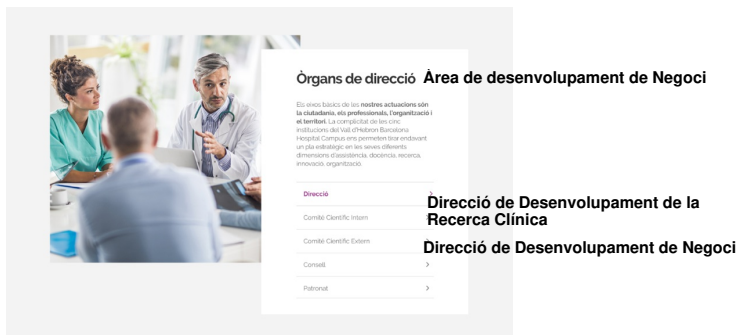 Òrgans de direcció
Àrea de desenvolupament de Negoci
Els eixos bàsics de les nostres actuacions són
la ciutadania, els professionals, l'organització i
el territori. La complicitat de les cinc
institucions del Vall d'Hebron Barcelona
Hospital Campus ens permeten tirar endavant
un pla estratègic en les seves diferents
dimensions d'assistència, docència, recerca,
innovació, organització.
Direcció
Comitè Científic Intern
Comitè Científic Extern
Consell
Patronat
Direcció de Desenvolupament de la
Recerca Clínica
Direcció de Desenvolupament de Negoci